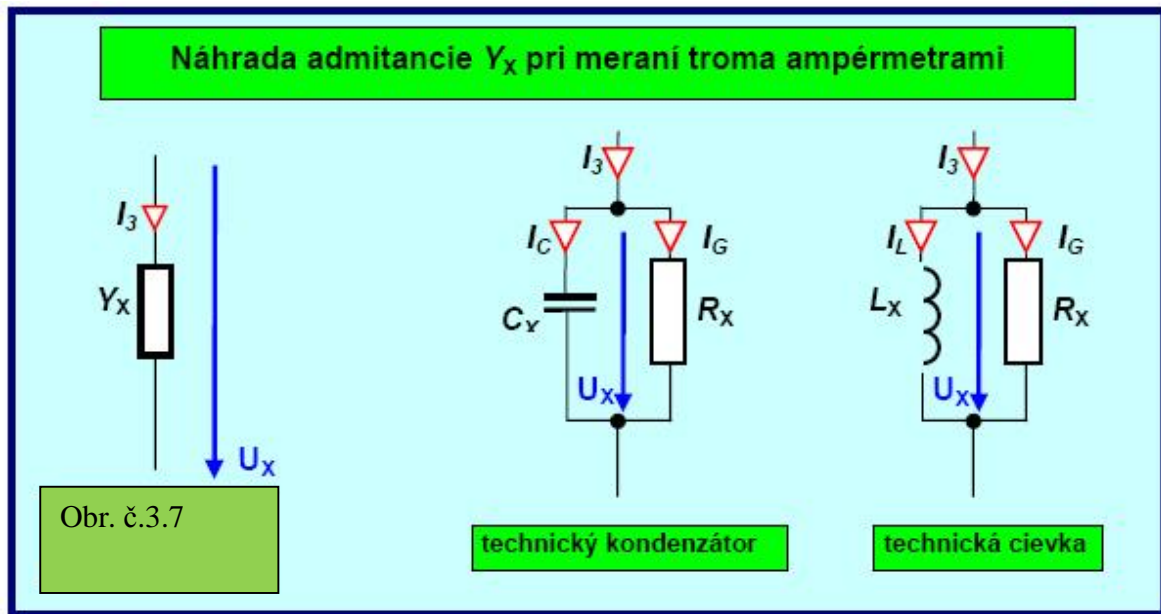 Náhrada admitancie YX pri meraní troma ampérmetrami
I3
YX
UX
Obr. č.3.7
I3
IC
IG
CX
RX
UX
technický kondenzátor
I3
IL
IG
LX
RX
UX
technická cievka